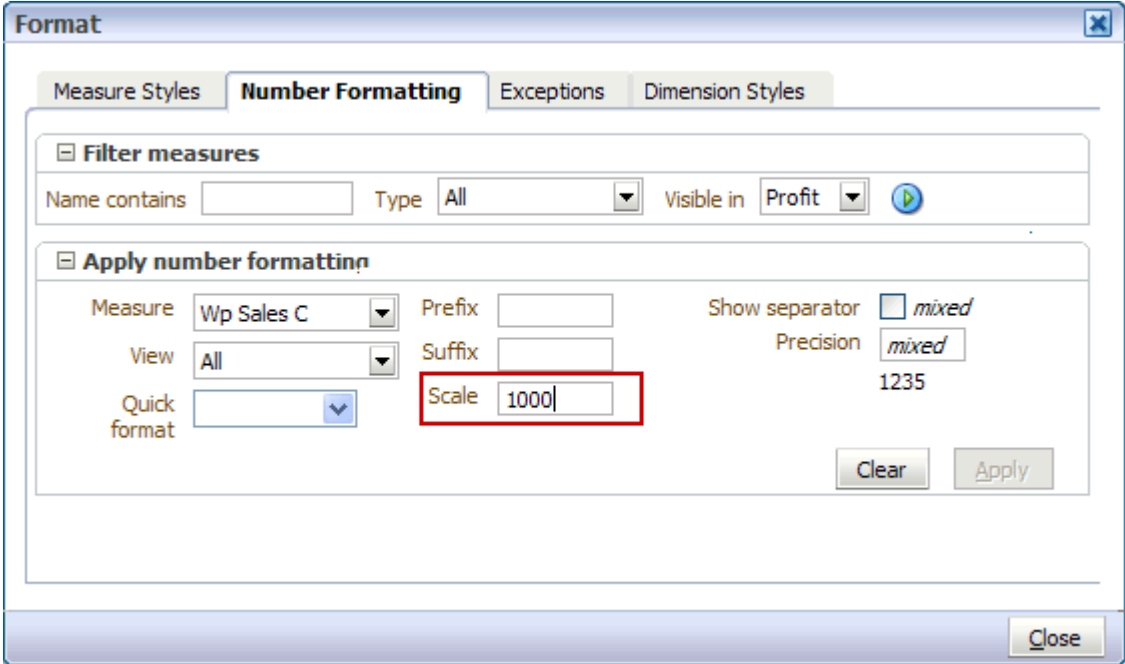 Format
Measure Styles Number Formatting Exceptions Dimension Styles
Filter measures
Name contains Type All Visible in Profit
Apply number formatting
Measure Wp Sales C Prefix Show separator mixed
View All Suffix Precision mixed
1235
Quick format Scale 1000
Clear Apply
Close